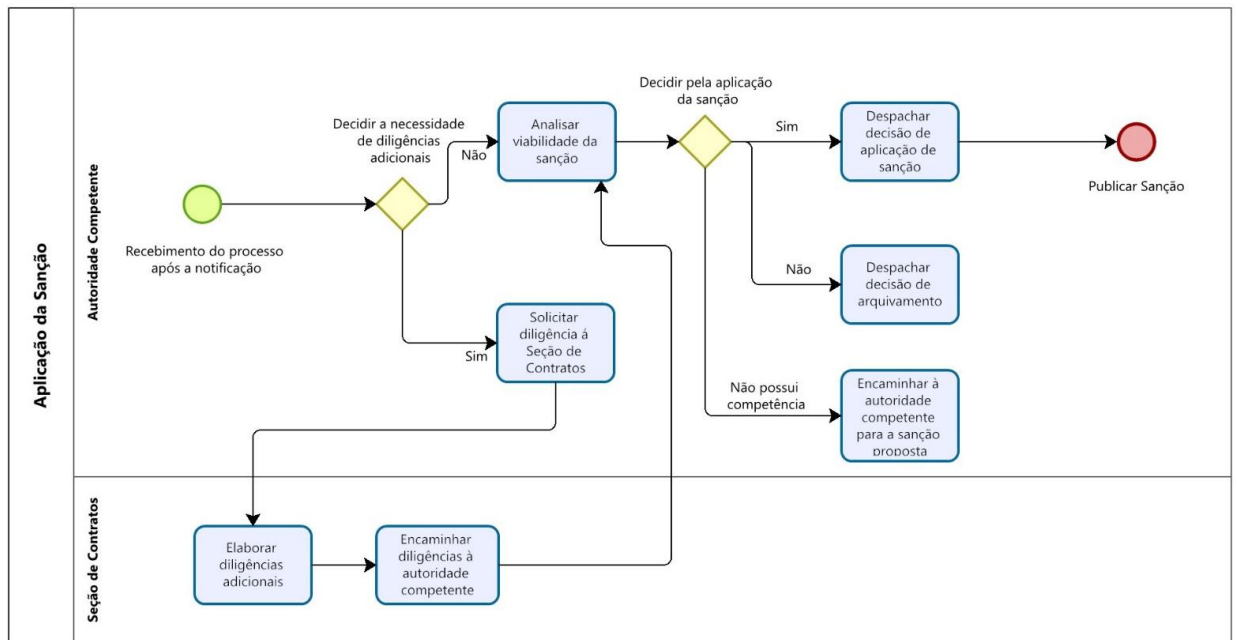 Aplicação da Sanção
Autoridade Competente
Recebimento do processo
após a notificação
Decidir a necessidade
de diligências
adicionais
Não
Sim
Analisar
viabilidade da
sanção
Solicitar
diligência á
Seção de
Contratos
Decidir pela aplicação
da sanção
Sim
Não
Não possui
competência
Despachar
decisão de
aplicação de
sanção
Publicar Sanção
Despachar
decisão de
arquivamento
Encaminhar à
autoridade
competente
para a sanção
proposta
Seção de Contratos
Elaborar
diligências
adicionais
Encaminhar
diligências à
autoridade
competente